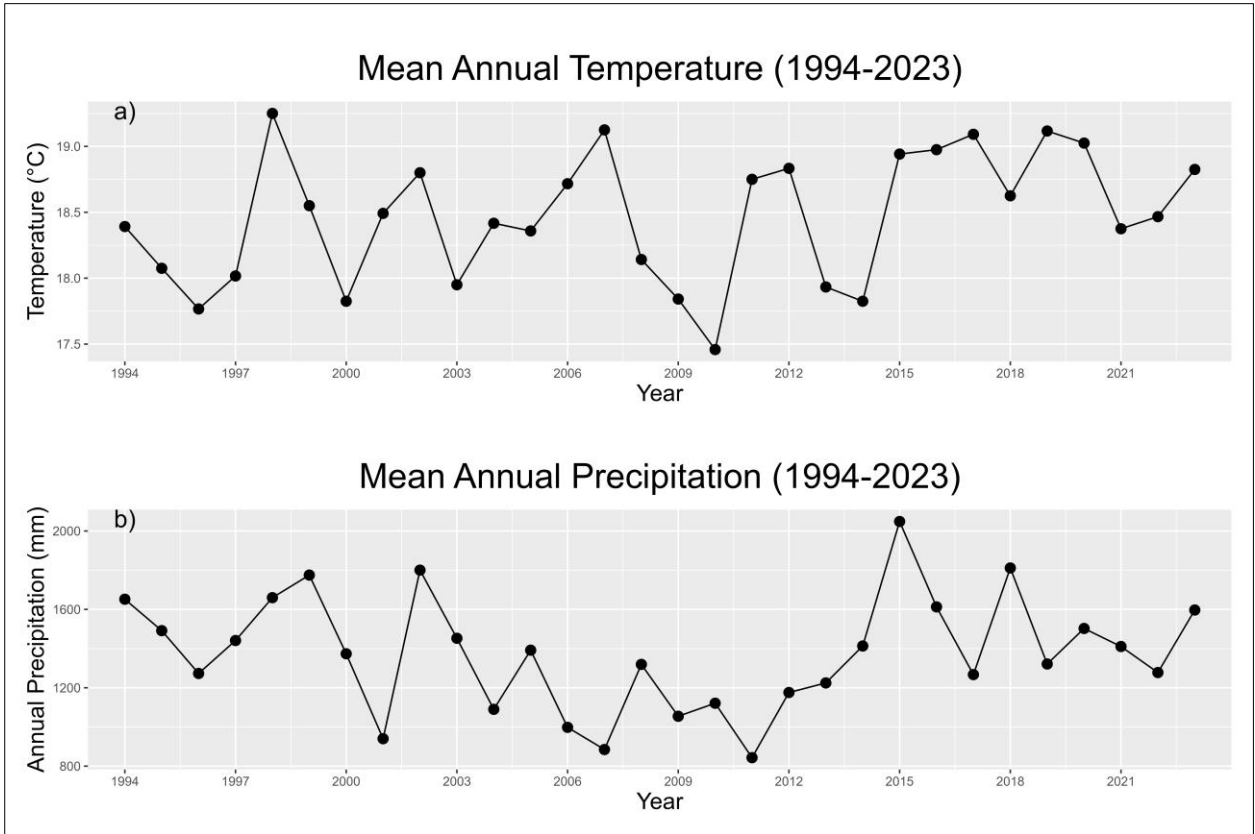 Mean Annual Temperature (1994-2023)
a)
Temperature (°C)
19.0
18.5
18.0
17.5
1994 1997 2000 2003 2006 2009 2012 2015 2018 2021
Year
Mean Annual Precipitation (1994-2023)
b)
Annual Precipitation (mm)
2000
1600
1200
800
1994 1997 2000 2003 2006 2009 2012 2015 2018 2021
Year